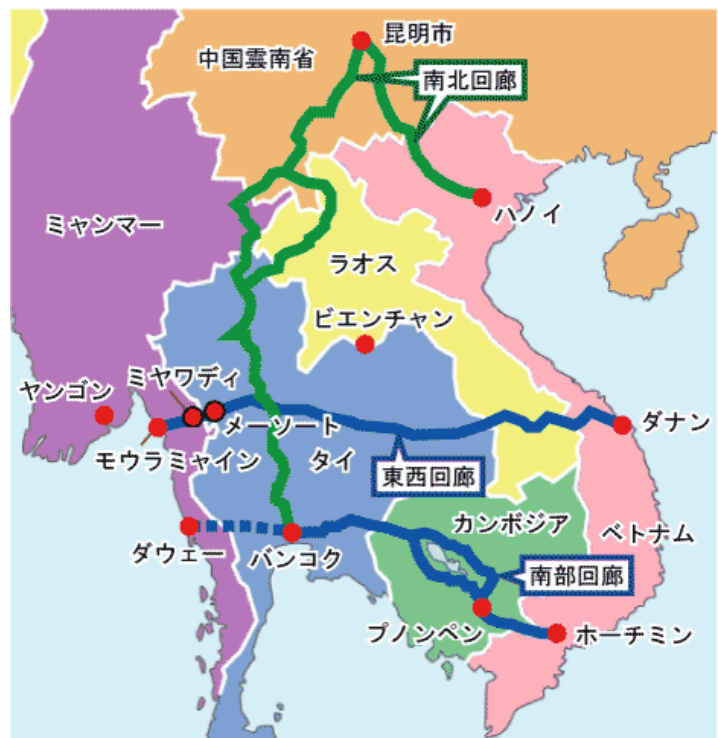 昆明市
中国雲南省
南北回廊
ハノイ
ミャンマー
ラオス
ビエンチャン
ミヤワディ
ヤンゴン
メーソート
ダナン
モウラミャイン
タイ
東西回廊
カンボジア
ベトナム
ダウェー
バンコク
南部回廊
プノンペン
ホーチミン